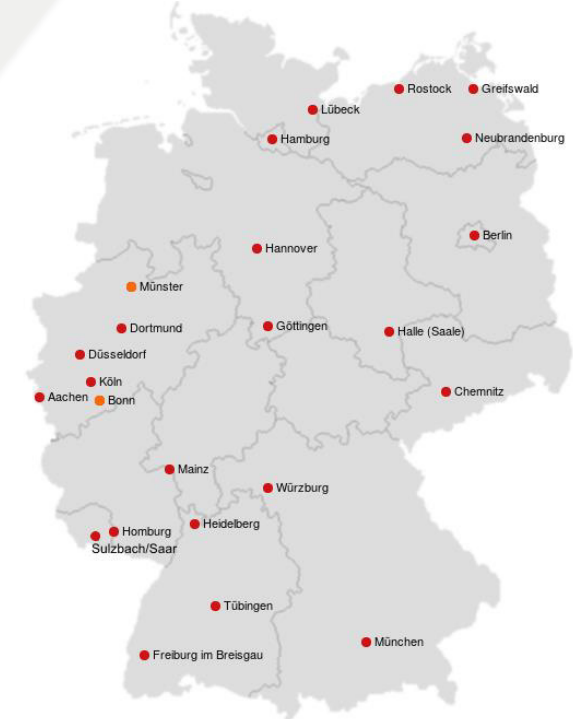 Rostock
Greifswald
Lübeck
Hamburg
Neubrandenburg
Berlin
Hannover
Münster
Göttingen
Dortmund
Halle (Saale)
Düsseldorf
Köln
Chemnitz
Aachen
Bonn
Mainz
Würzburg
Heidelberg
Homburg
Sulzbach/Saar
Tübingen
München
Freiburg im Breisgau